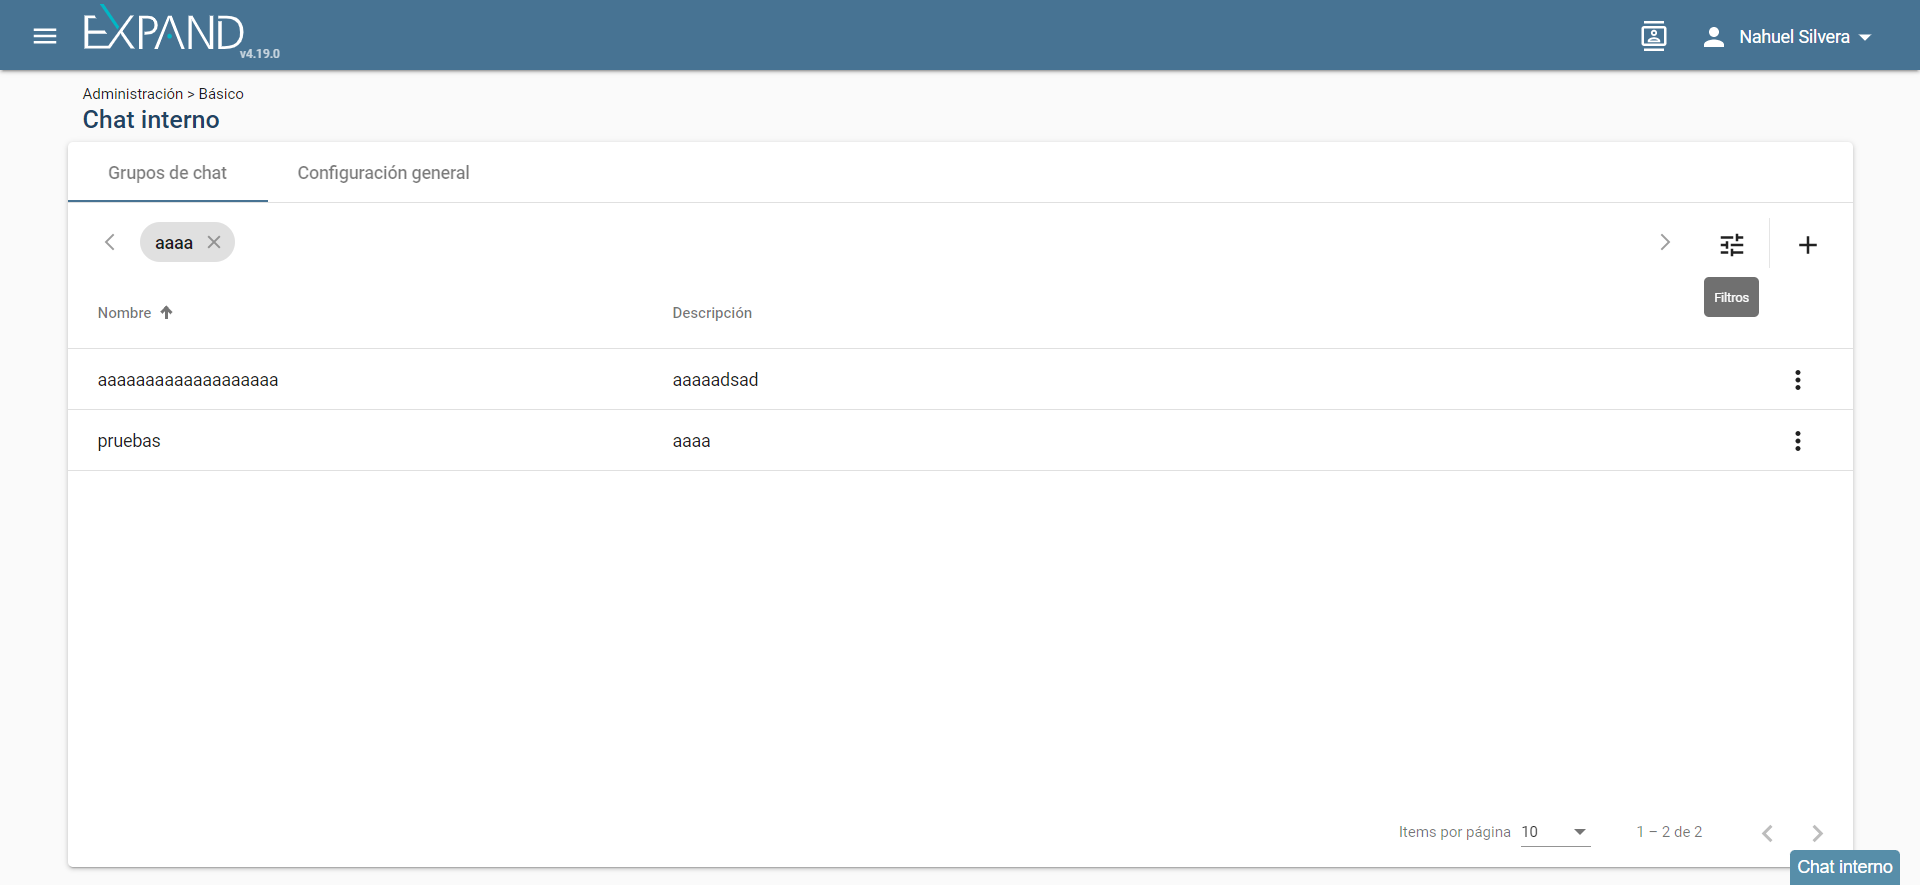 EXPAND
v4.19.0
Nahuel Silvera
Administración > Básico
Chat interno
Grupos de chat
Configuración general
aaaa
Filtros
Nombre
Descripción
aaaaaaaaaaaaaaaaaaa
aaaaadsad
pruebas
aaaa
Items por página
10
1 – 2 de 2
Chat interno